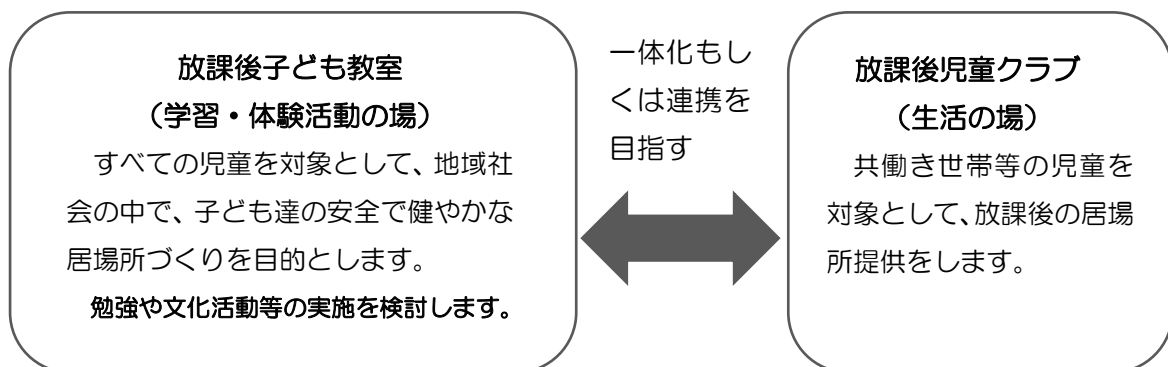 放課後子ども教室
（学習・体験活動の場）
すべての児童を対象として、地域社
会の中で、子ども達の安全で健やかな
居場所づくりを目的とします。
勉強や文化活動等の実施を検討します。
一体化もし
くは連携を
目指す
放課後児童クラブ
（生活の場）
共働き世帯等の児童を
対象として、放課後の居場
所提供をします。